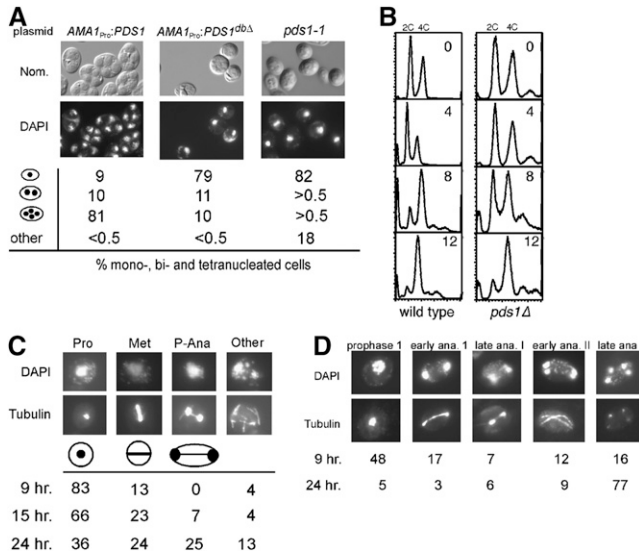 A
plasmid AMA1Pro:PDS1 AMA1Pro:PDS1dbΔ pds1-1
Nom.
DAPI
9 79 82
10 11 >0.5
81 10 >0.5
other <0.5 <0.5 18
% mono-, bi- and tetranucleated cells
B
2C 4C 2C 4C
0 0
4 4
8 8
12 12
wild type pds1Δ
C
Pro Met P-Ana Other
DAPI
Tubulin
9 hr. 83 13 0 4
15 hr. 66 23 7 4
24 hr. 36 24 25 13
D
prophase 1 early ana. 1 late ana. I early ana. II late ana
DAPI
Tubulin
9 hr. 48 17 7 12 16
24 hr. 5 3 6 9 77